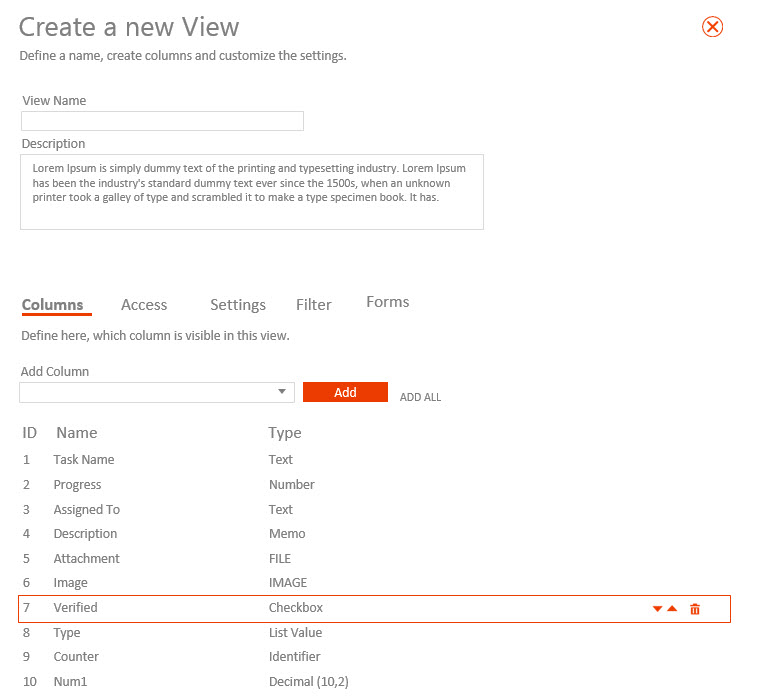 Create a new View
Define a name, create columns and customize the settings.
View Name
Description
Lorem Ipsum is simply dummy text of the printing and typesetting industry. Lorem Ipsum
has been the industry's standard dummy text ever since the 1500s, when an unknown
printer took a galley of type and scrambled it to make a type specimen book. It has.
Columns Access Settings Filter Forms
Define here, which column is visible in this view.
Add Column
Add ADD ALL
ID Name Type
1 Task Name Text
2 Progress Number
3 Assigned To Text
4 Description Memo
5 Attachment FILE
6 Image IMAGE
7 Verified Checkbox
8 Type List Value
9 Counter Identifier
10 Num1 Decimal (10,2)